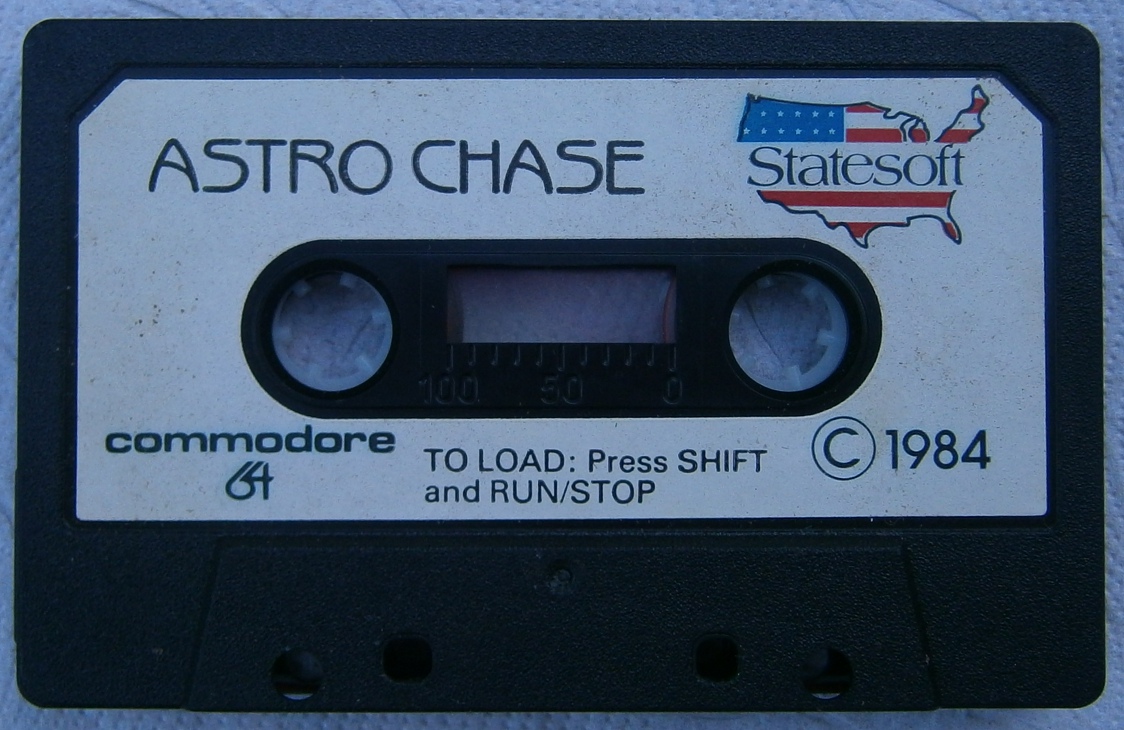 ASTRO CHASE
Statesoft
100 50 0
commodore
64
TO LOAD: Press SHIFT
and RUN/STOP
© 1984